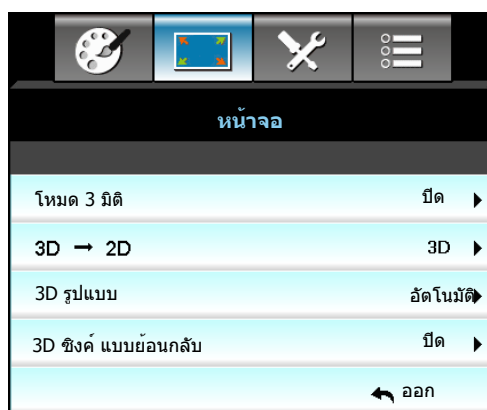 หน้าจอ
โหมด 3 มิติ ปิด
3D → 2D 3D
3D รูปแบบ อัตโนมัติ
3D ซิงค์ แบบย้อนกลับ ปิด
ออก